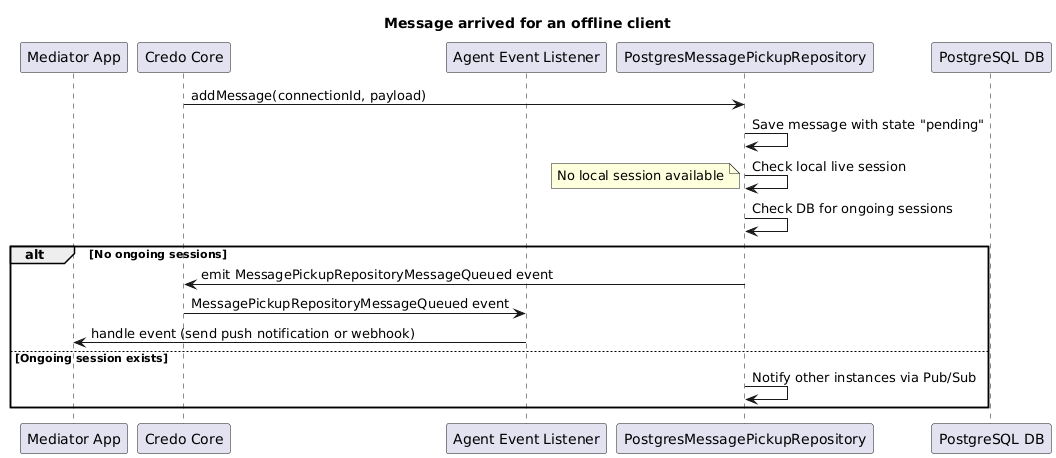 Message arrived for an offline client
Mediator App
Credo Core
Agent Event Listener
PostgresMessagePickupRepository
PostgreSQL DB
addMessage(connectionId, payload)
Save message with state "pending"
Check local live session
No local session available
Check DB for ongoing sessions
alt
[No ongoing sessions]
emit MessagePickupRepositoryMessageQueued event
MessagePickupRepositoryMessageQueued event
handle event (send push notification or webhook)
[Ongoing session exists]
Notify other instances via Pub/Sub
Mediator App
Credo Core
Agent Event Listener
PostgresMessagePickupRepository
PostgreSQL DB